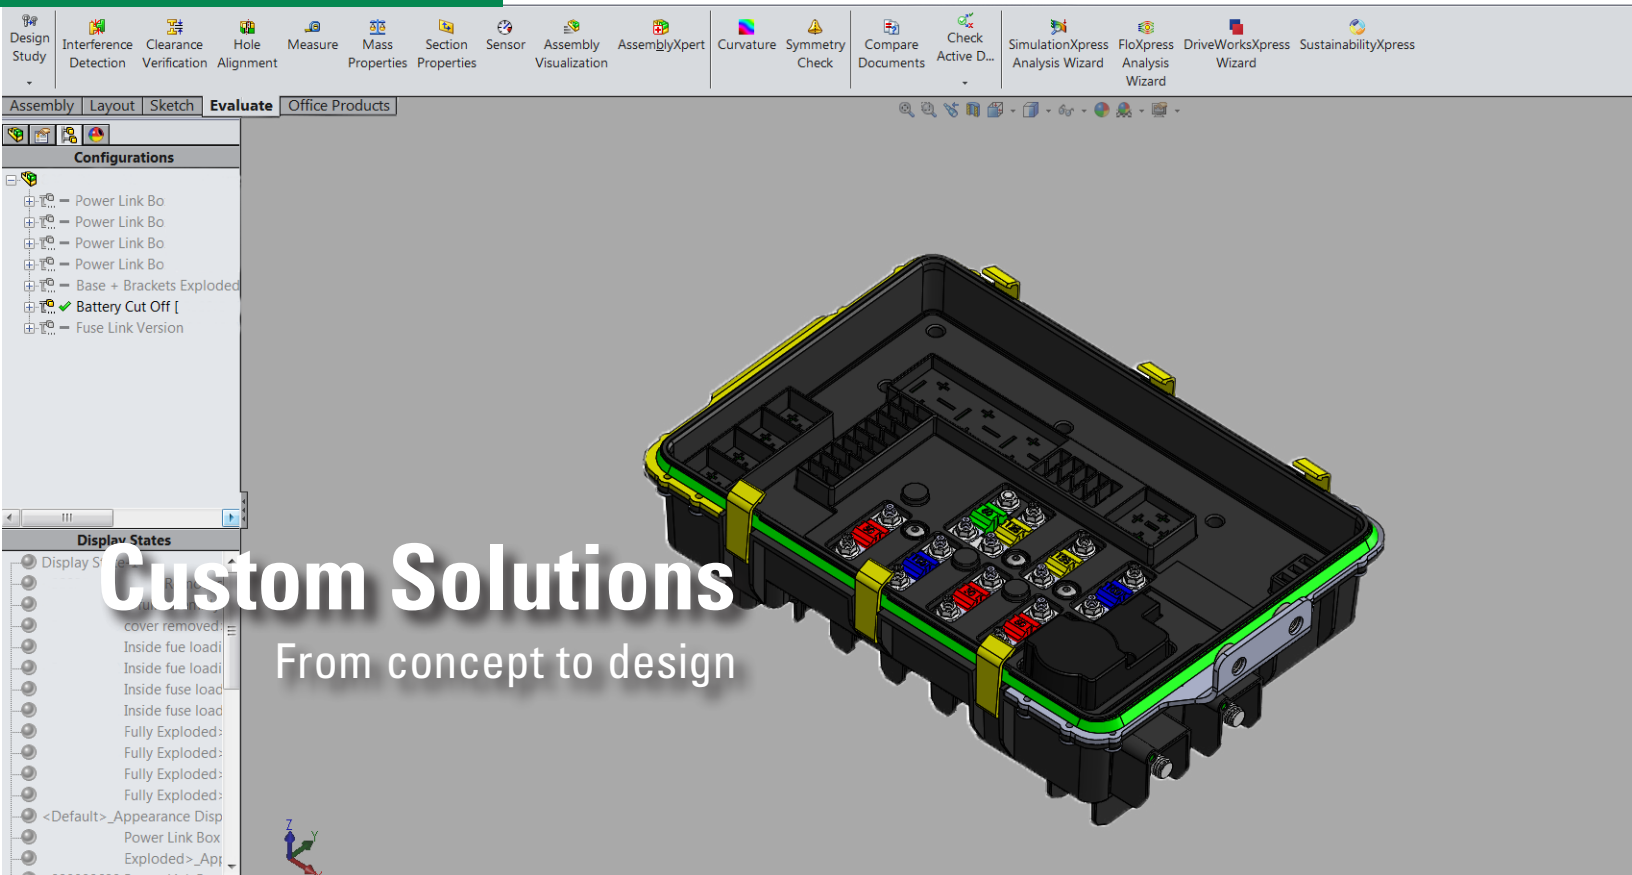 Design Study
Interference Detection
Clearance Verification
Hole Alignment
Measure
Mass Properties
Section Properties
Sensor
Assembly Visualization
AssemblyXpert
Curvature
Symmetry Check
Compare Documents
Check Active D...
SimulationXpress Analysis Wizard
FloXpress Analysis Wizard
DriveWorksXpress Wizard
SustainabilityXpress
Assembly Layout Sketch Evaluate Office Products
Configurations
Power Link Bo
Power Link Bo
Power Link Bo
Power Link Bo
Base + Brackets Exploded
Battery Cut Off [
Fuse Link Version
Display States
Display St
cover removed
Inside fue loadi
Inside fue loadi
Inside fuse load
Inside fuse load
Fully Exploded>
Fully Exploded>
Fully Exploded>
Fully Exploded>
<Default>_Appearance Disp
Power Link Box
Exploded>_App
Custom Solutions
From concept to design
Z
Y